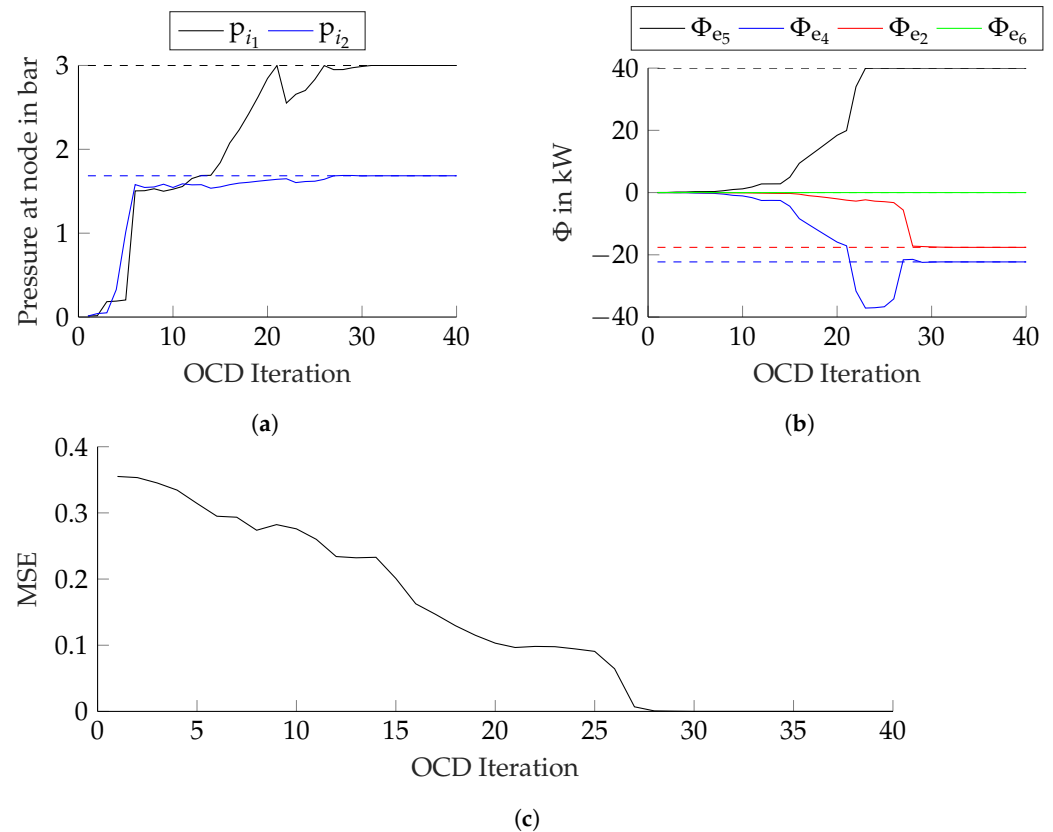 p_{i_1} p_{i_2}
Pressure at node in bar
3
2
1
0
0 10 20 30 40
OCD Iteration
(a)
Φ_{e_5} Φ_{e_4} Φ_{e_2} Φ_{e_6}
Φ in kW
40
20
0
−20
−40
0 10 20 30 40
OCD Iteration
(b)
MSE
0.4
0.3
0.2
0.1
0
0 5 10 15 20 25 30 35 40
OCD Iteration
(c)